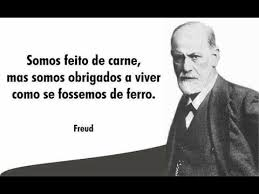 Somos feito de carne,
mas somos obrigados a viver
como se fossemos de ferro.
Freud